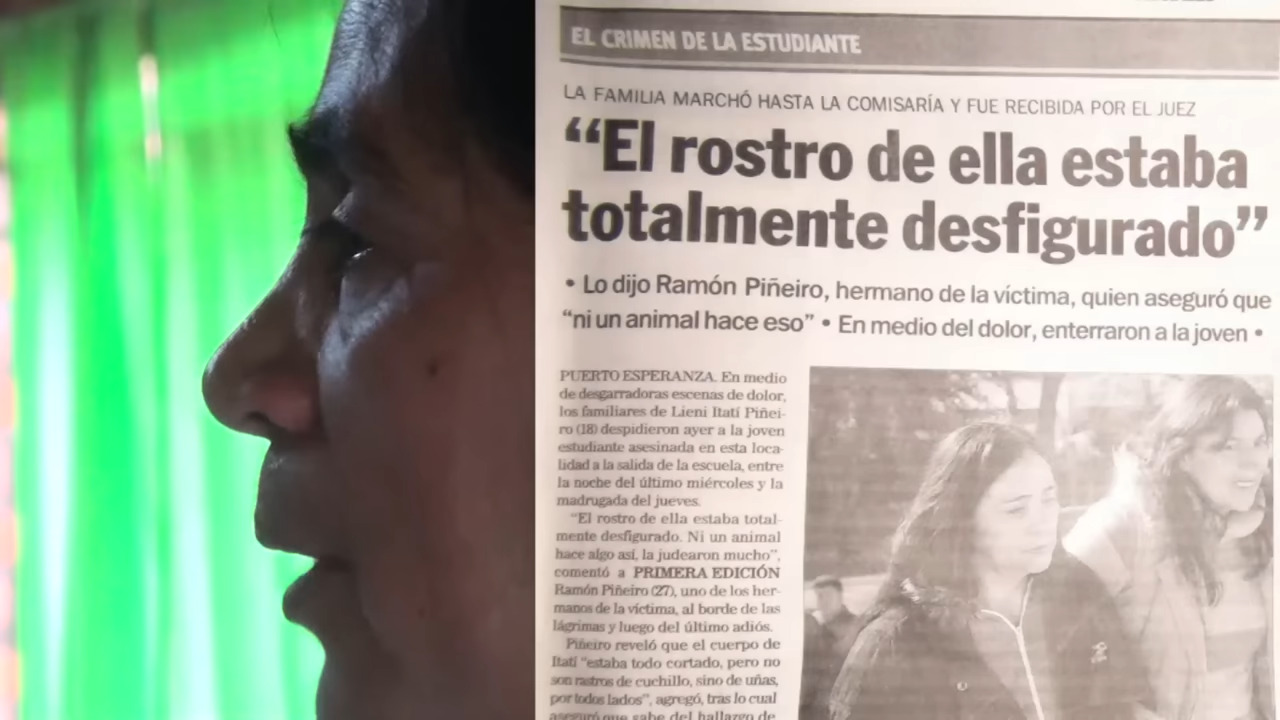 EL CRIMEN DE LA ESTUDIANTE
LA FAMILIA MARCHÓ HASTA LA COMISARÍA Y FUE RECIBIDA POR EL JUEZ
“El rostro de ella estaba
totalmente desfigurado”
• Lo dijo Ramón Piñeiro, hermano de la víctima, quien aseguró que
“ni un animal hace eso” • En medio del dolor, enterraron a la joven •
PUERTO ESPERANZA. En medio
de desgarradoras escenas de dolor,
los familiares de Lieni Itatí Piñei-
ro (18) despidieron ayer a la joven
estudiante asesinada en esta loca-
lidad a la salida de la escuela, entre
la noche del último miércoles y la
madrugada del jueves.
“El rostro de ella estaba total-
mente desfigurado. Ni un animal
hace algo así, la judearon mucho”,
comentó a PRIMERA EDICIÓN
Ramón Piñeiro (27), uno de los her-
manos de la víctima, al borde de las
lágrimas y luego del último adiós.
Piñeiro reveló que el cuerpo de
Itatí “estaba todo cortado, pero no
son rastros de cuchillo, sino de uñas,
por todos lados”, agregó, tras lo cual
aseguró que sabe del hallazgo de